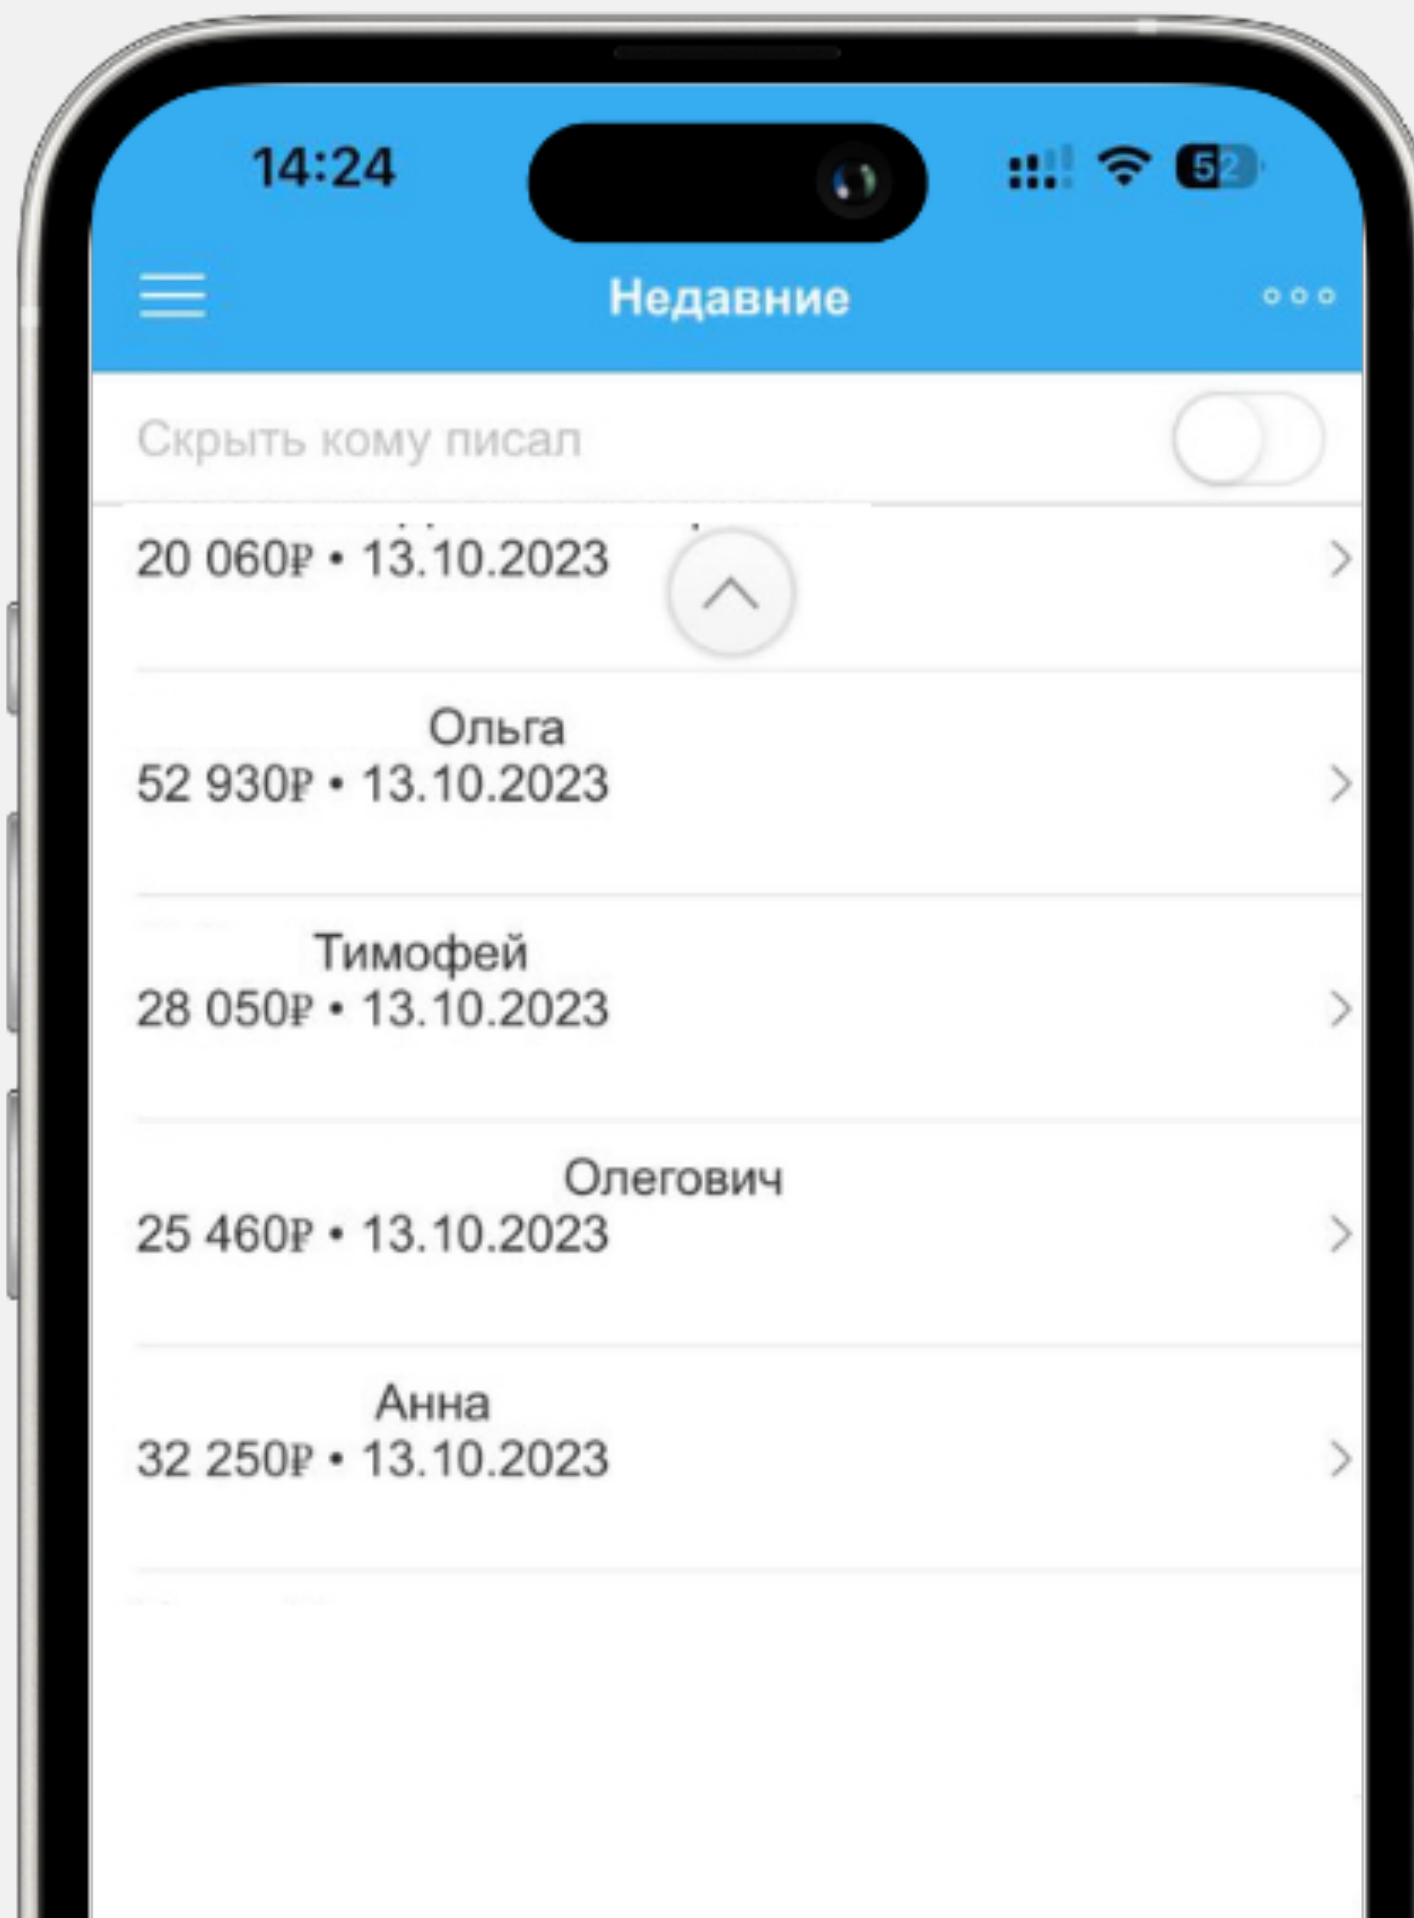 14:24
52
Недавние
Скрыть кому писал
20 060₽ • 13.10.2023
Ольга
52 930₽ • 13.10.2023
Тимофей
28 050₽ • 13.10.2023
Олегович
25 460₽ • 13.10.2023
Анна
32 250₽ • 13.10.2023